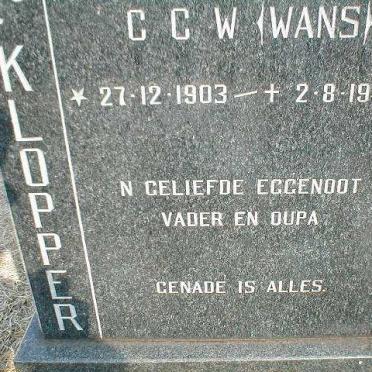 KLOPPER
C C W (WANS)
* 27·12·1903 — + 2·8·19
N GELIEFDE EGGENOOT
VADER EN OUPA
GENADE IS ALLES.